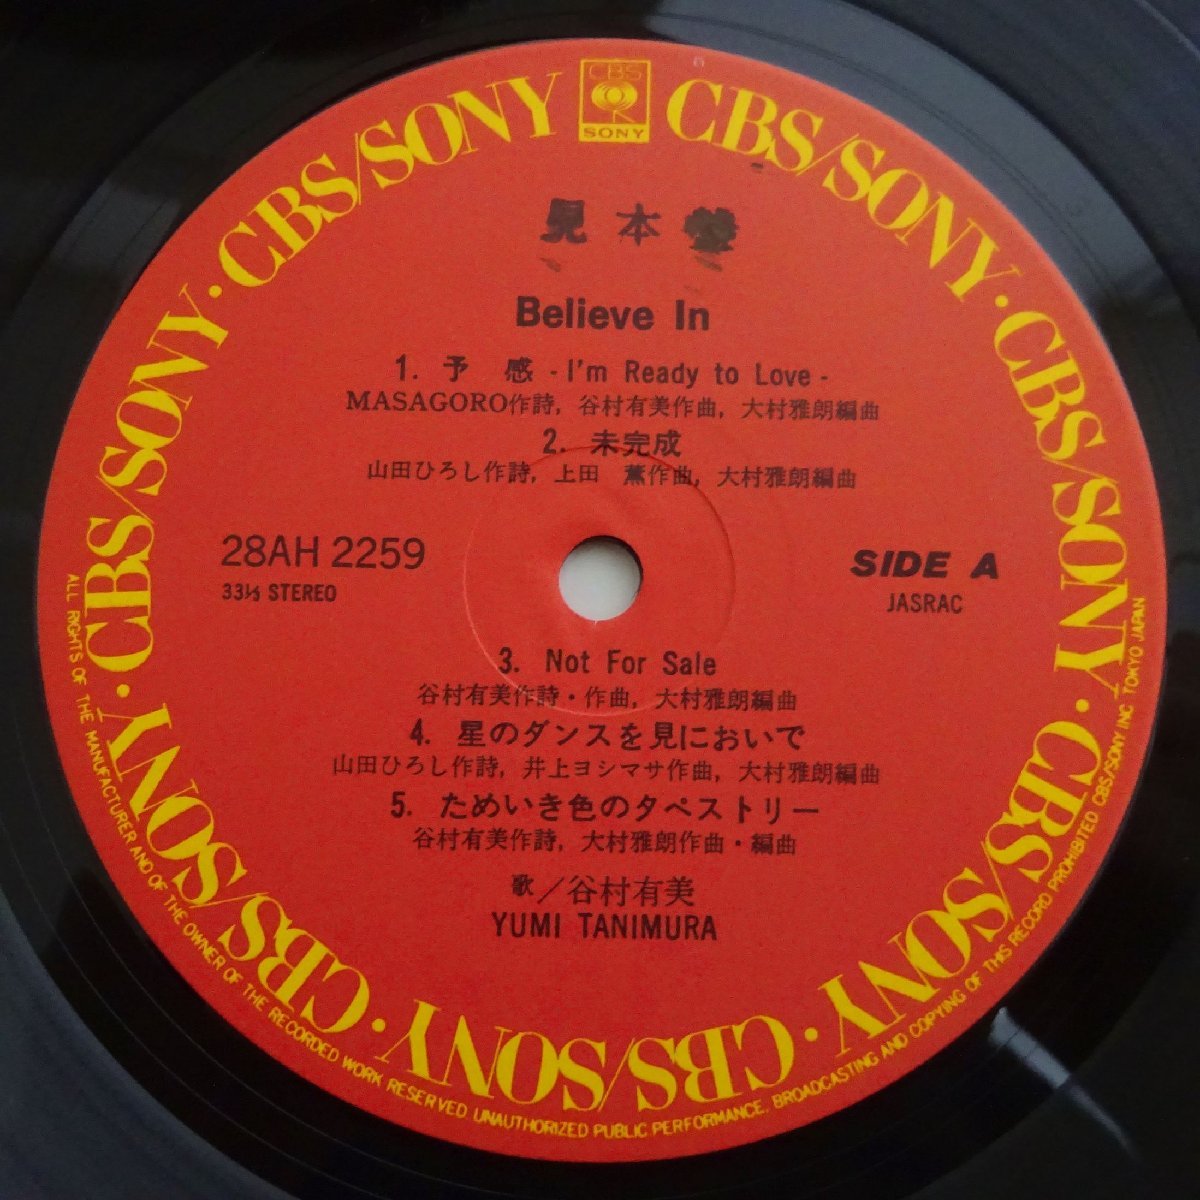 CBS
SONY
CBS/SONY · CBS/SONY · CBS/SONY · CBS/SONY · CBS/SONY · CBS/SONY · CBS/SONY · CBS/SONY
見本盤
Believe In
1. 予 感 - I'm Ready to Love -
MASAGORO作詩, 谷村有美作曲, 大村雅朗編曲
2. 未完成
山田ひろし作詩, 上田 薫作曲, 大村雅朗編曲
28AH 2259
33⅓ STEREO
SIDE A
JASRAC
3. Not For Sale
谷村有美作詩・作曲, 大村雅朗編曲
4. 星のダンスを見においで
山田ひろし作詩, 井上ヨシマサ作曲, 大村雅朗編曲
5. ためいき色のタペストリー
谷村有美作詩, 大村雅朗作曲・編曲
歌／谷村有美
YUMI TANIMURA
ALL RIGHTS OF THE MANUFACTURER AND OF THE OWNER OF THE RECORDED WORK RESERVED UNAUTHORIZED PUBLIC PERFORMANCE, BROADCASTING AND COPYING OF THIS RECORD PROHIBITED CBS/SONY INC TOKYO JAPAN